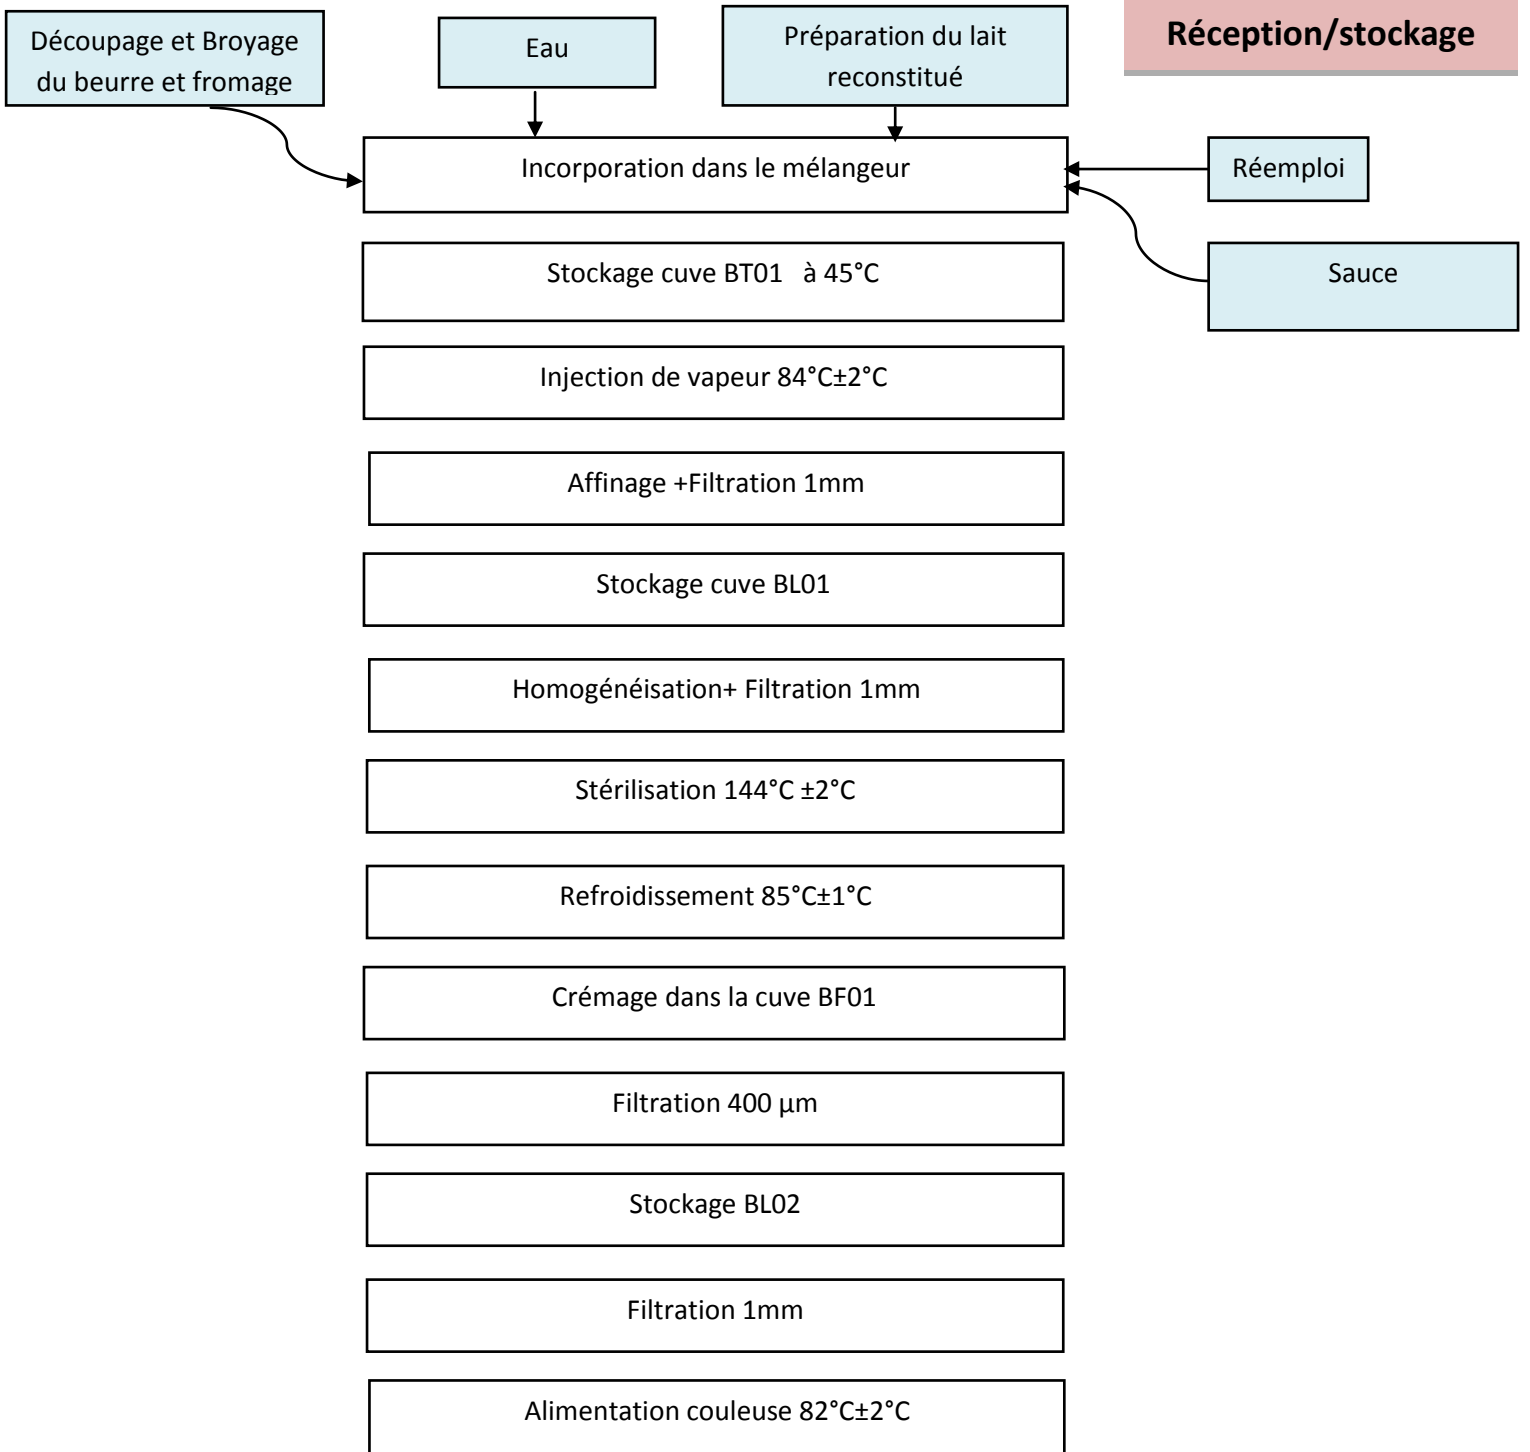 Découpage et Broyage
du beurre et fromage
Eau
Préparation du lait
reconstitué
Réception/stockage
Incorporation dans le mélangeur
Réemploi
Stockage cuve BT01   à 45°C
Sauce
Injection de vapeur 84°C±2°C
Affinage +Filtration 1mm
Stockage cuve BL01
Homogénéisation+ Filtration 1mm
Stérilisation 144°C ±2°C
Refroidissement 85°C±1°C
Crémage dans la cuve BF01
Filtration 400 µm
Stockage BL02
Filtration 1mm
Alimentation couleuse 82°C±2°C